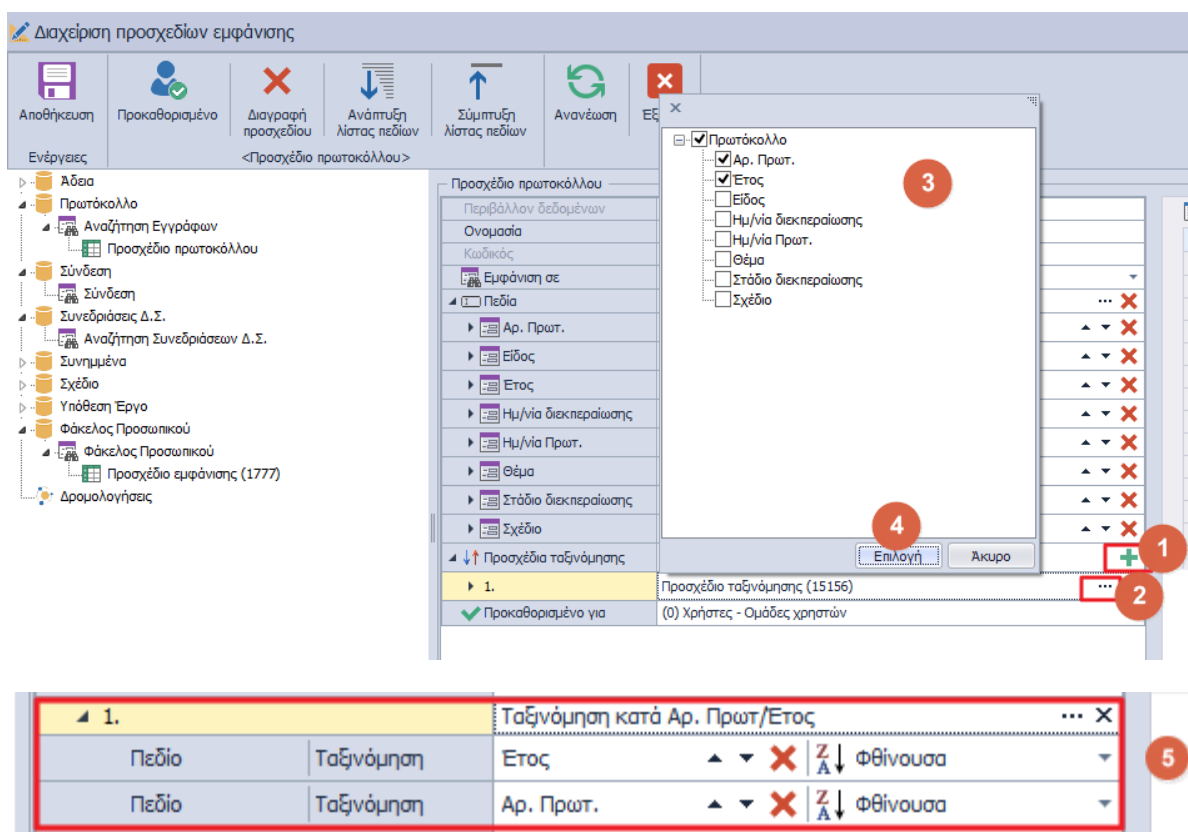 Διαχείριση προσχεδίων εμφάνισης
Αποθήκευση
Προκαθορισμένο
Διαγραφή προσχεδίου
Ανάπτυξη λίστας πεδίων
Σύμπτυξη λίστας πεδίων
Ανανέωση
Ενέργειες
<Προσχέδιο πρωτοκόλλου>
Άδεια
Πρωτόκολλο
Αναζήτηση Εγγράφων
Προσχέδιο πρωτοκόλλου
Σύνδεση
Σύνδεση
Συνεδριάσεις Δ.Σ.
Αναζήτηση Συνεδριάσεων Δ.Σ.
Συνημμένα
Σχέδιο
Υπόθεση Έργο
Φάκελος Προσωπικού
Φάκελος Προσωπικού
Προσχέδιο εμφάνισης (1777)
Δρομολογήσεις
Προσχέδιο πρωτοκόλλου
Περιβάλλον δεδομένων
Ονομασία
Κωδικός
Εμφάνιση σε
Πεδία
Αρ. Πρωτ.
Είδος
Έτος
Ημ/νία διεκπεραίωσης
Ημ/νία Πρωτ.
Θέμα
Στάδιο διεκπεραίωσης
Σχέδιο
Προσχέδια ταξινόμησης
1. Προσχέδιο ταξινόμησης (15156)
Προκαθορισμένο για (0) Χρήστες - Ομάδες χρηστών
Πρωτόκολλο
Αρ. Πρωτ.
Έτος
Είδος
Ημ/νία διεκπεραίωσης
Ημ/νία Πρωτ.
Θέμα
Στάδιο διεκπεραίωσης
Σχέδιο
3
4
Επιλογή Άκυρο
1
2
1. Ταξινόμηση κατά Αρ. Πρωτ/Έτος
Πεδίο Ταξινόμηση Έτος Φθίνουσα
5
Πεδίο Ταξινόμηση Αρ. Πρωτ. Φθίνουσα